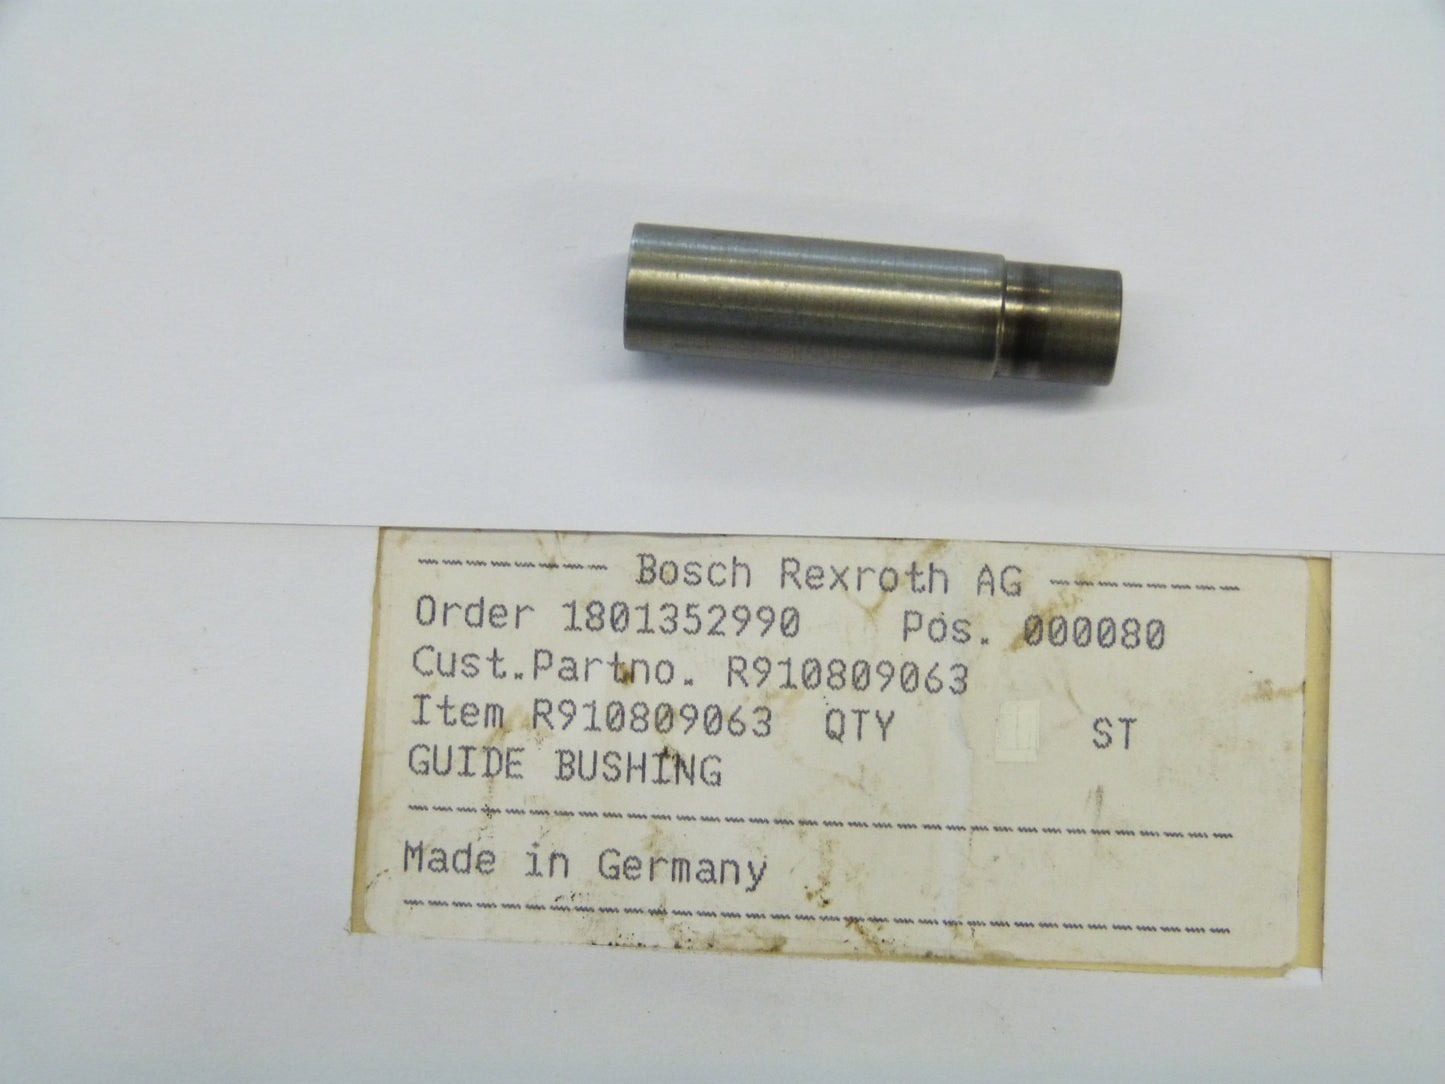 -------- Bosch Rexroth AG --------
Order 1801352990 Pos. 000080
Cust.Partno. R910809063
Item R910809063 QTY ST
GUIDE BUSHING
Made in Germany